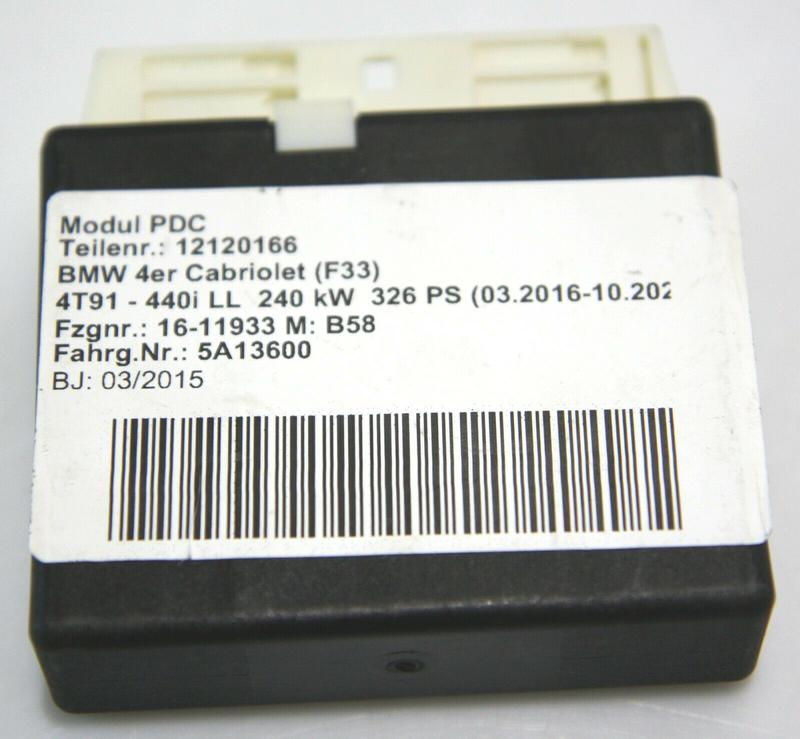 Modul PDC
Teilenr.: 12120166
BMW 4er Cabriolet (F33)
4T91 - 440i LL 240 kW 326 PS (03.2016-10.202
Fzgnr.: 16-11933 M: B58
Fahrg.Nr.: 5A13600
BJ: 03/2015